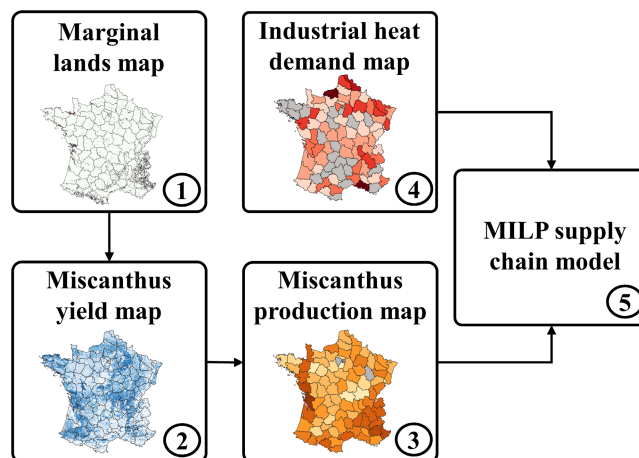 Marginal
lands map
1
Industrial heat
demand map
4
Miscanthus
yield map
2
Miscanthus
production map
3
MILP supply
chain model
5